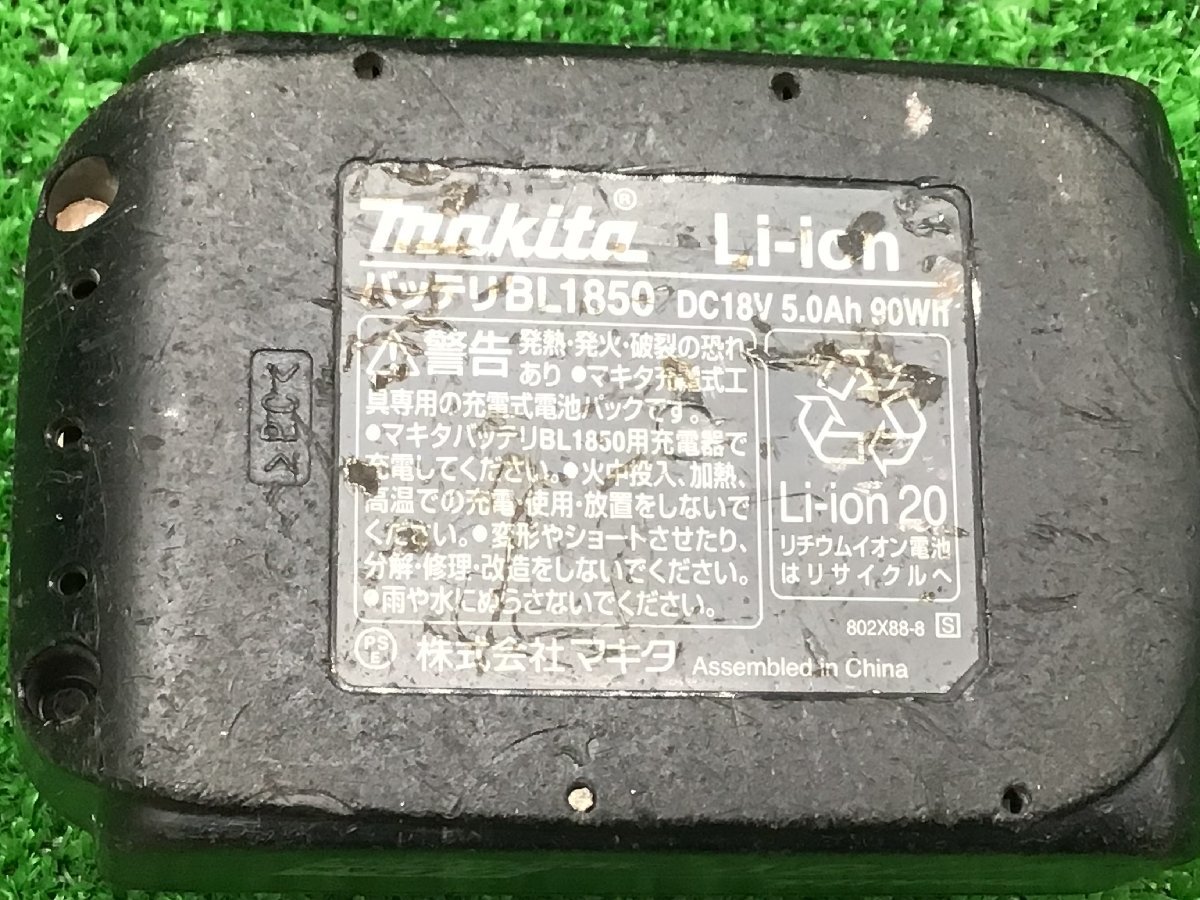 makita® Li-ion
バッテリBL1850 DC18V 5.0Ah 90WH
警告 発熱・発火・破裂の恐れ
あり ●マキタ充電式工
具専用の充電式電池パックです。
●マキタバッテリBL1850用充電器で
充電してください。●火中投入、加熱、
高温での充電・使用・放置をしないで
ください。●変形やショートさせたり、
分解・修理・改造をしないでください。
●雨や水にぬらさないでください。
Li-ion 20
リチウムイオン電池
はリサイクルへ
802X88-8 S
PSE 株式会社マキタ Assembled in China
>PC<